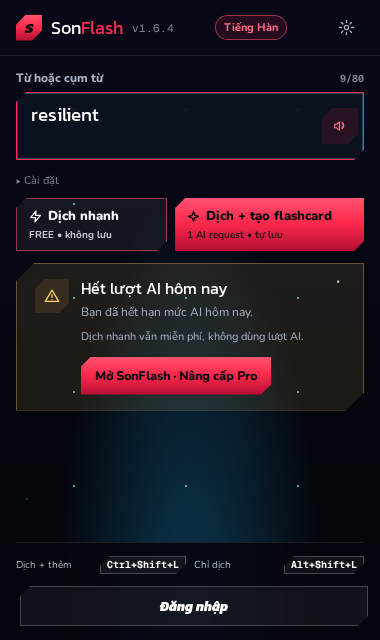 S SonFlash v1.6.4 Tiếng Hàn
Từ hoặc cụm từ 9/80
resilient
▸ Cài đặt
Dịch nhanh
FREE • không lưu
Dịch + tạo flashcard
1 AI request • tự lưu
Hết lượt AI hôm nay
Bạn đã hết hạn mức AI hôm nay.
Dịch nhanh vẫn miễn phí, không dùng lượt AI.
Mở SonFlash · Nâng cấp Pro
Dịch + thêm Ctrl+Shift+L Chỉ dịch Alt+Shift+L
Đăng nhập